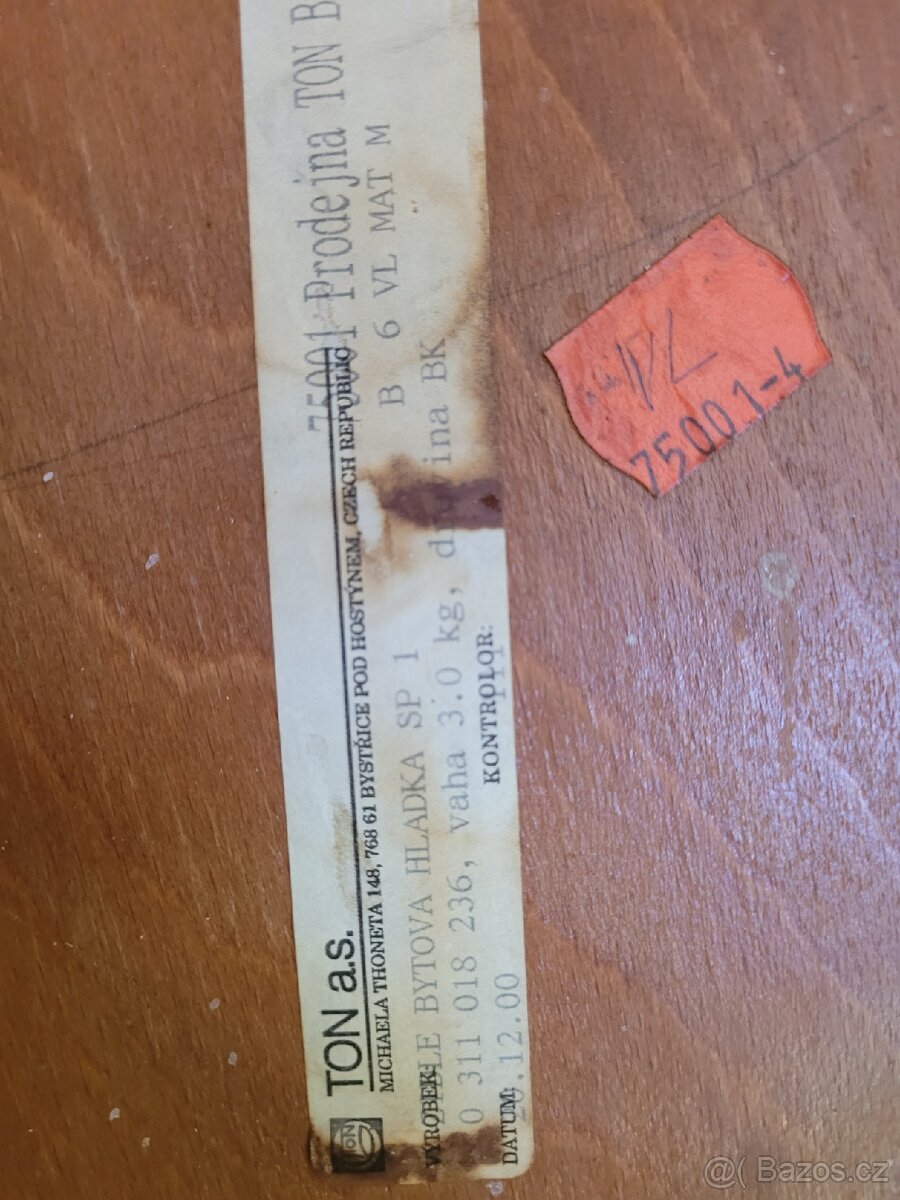 TON
TON a.s.
75001 Prodejna TON B
MICHAELA THONETA 148, 768 61 BYSTŘICE POD HOSTÝNEM, CZECH REPUBLIC
B 6 VL MAT M
VÝROBEK: BYTOVA HLADKA SP 1
0 311 018 236, vaha 3.0 kg, BK
KONTROLOR:
DATUM: .12.00
75001-4
@( Bazos.cz